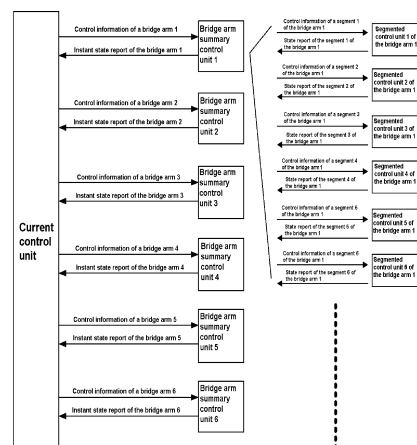 Current
control
unit
Control information of a bridge arm 1
Instant state report of the bridge arm 1
Bridge arm
summary
control
unit 1
Control information of a bridge arm 2
Instant state report of the bridge arm 2
Bridge arm
summary
control
unit 2
Control information of a bridge arm 3
Instant state report of the bridge arm 3
Bridge arm
summary
control
unit 3
Control information of a bridge arm 4
Instant state report of the bridge arm 4
Bridge arm
summary
control
unit 4
Control information of a bridge arm 5
Instant state report of the bridge arm 5
Bridge arm
summary
control
unit 5
Control information of a bridge arm 6
Instant state report of the bridge arm 6
Bridge arm
summary
control
unit 6
Control information of a segment 1
of the bridge arm 1
State report of the segment 1 of
the bridge arm 1
Segmented
control unit 1 of
the bridge arm 1
Control information of a segment 2
of the bridge arm 1
State report of the segment 2 of
the bridge arm 1
Segmented
control unit 2 of
the bridge arm 1
Control information of a segment 3
of the bridge arm 1
State report of the segment 3 of
the bridge arm 1
Segmented
control unit 3 of
the bridge arm 1
Control information of a segment 4
of the bridge arm 1
State report of the segment 4 of
the bridge arm 1
Segmented
control unit 4 of
the bridge arm 1
Control information of a segment 6
of the bridge arm 1
State report of the segment 6 of
the bridge arm 1
Segmented
control unit 5 of
the bridge arm 1
Control information of a segment 6
of the bridge arm 1
State report of the segment 6 of
the bridge arm 1
Segmented
control unit 6 of
the bridge arm 1